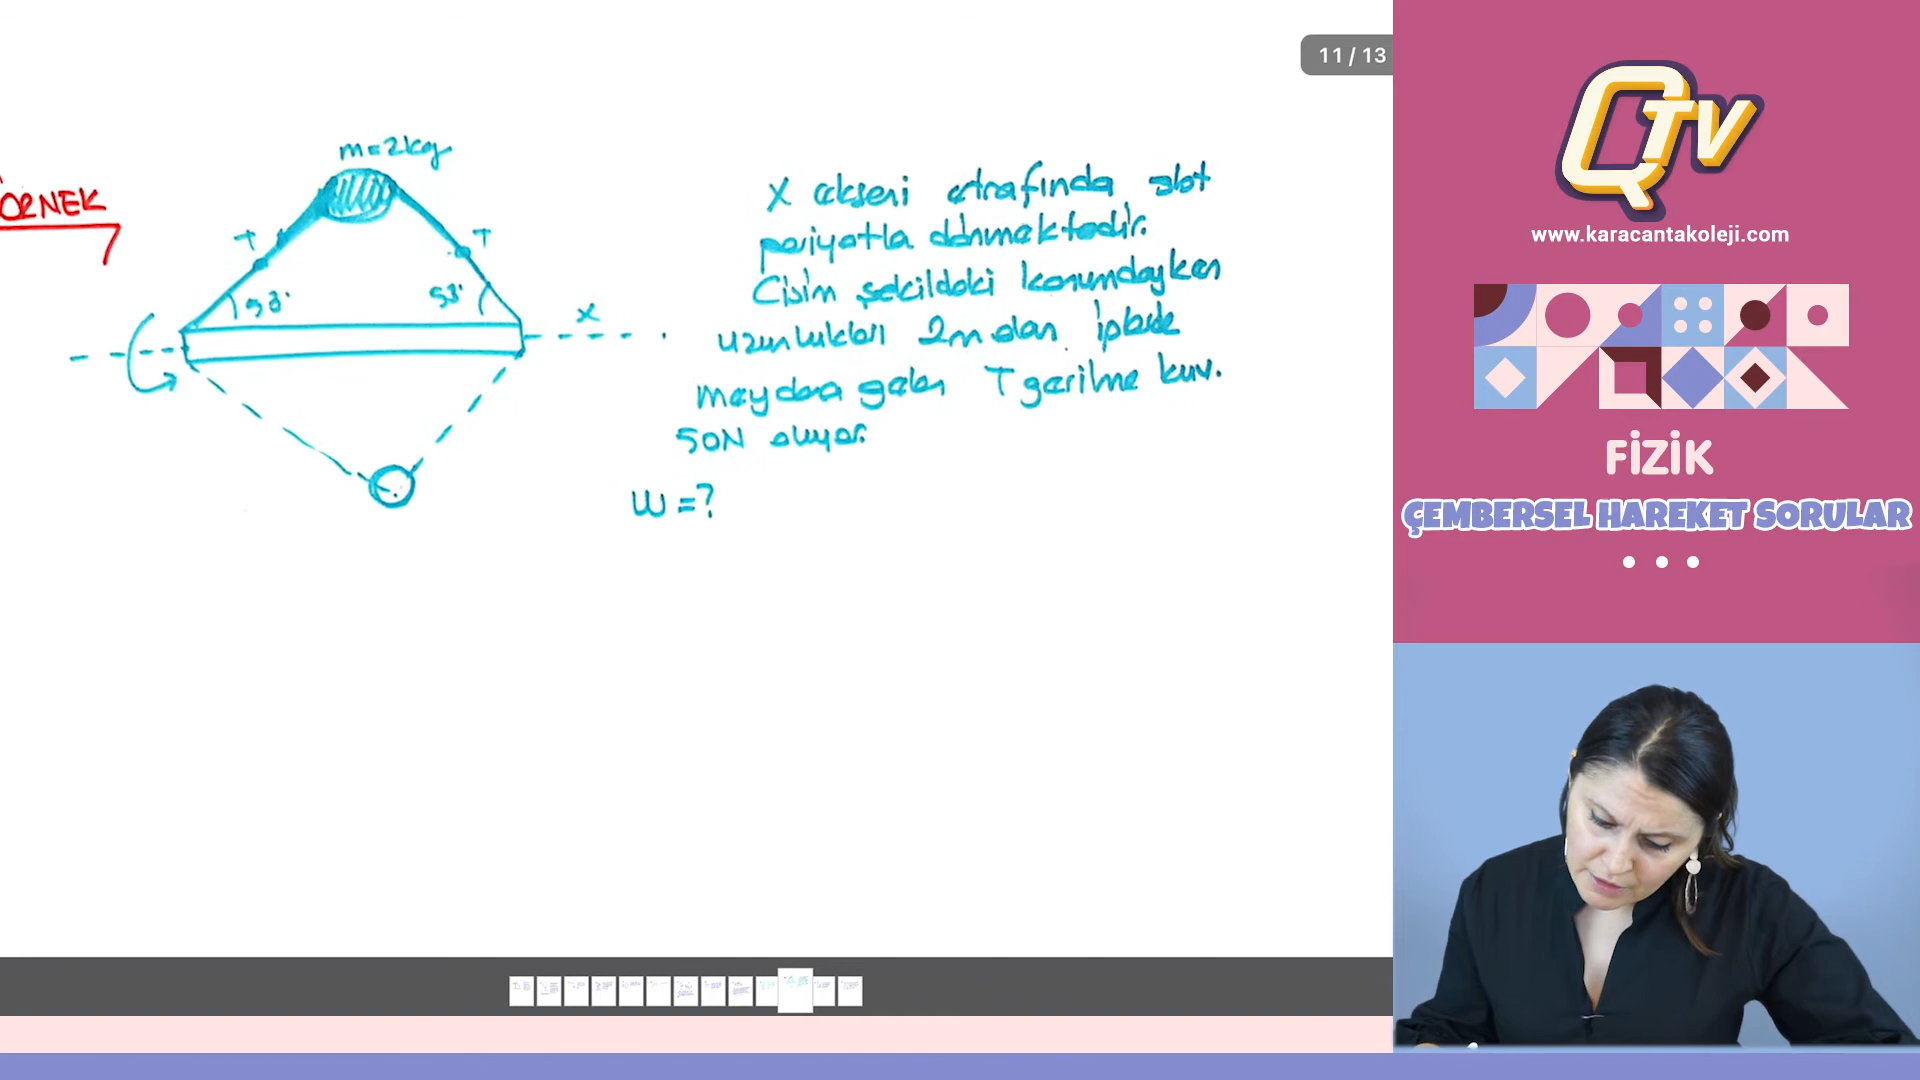 11 / 13
ÖRNEK
m=2kg
T
T
53°
53°
x
X ekseni etrafında sbt
periyotla dönmektedir.
Cisim şekildeki konumdayken
uzunlukları 2m olan iplerde
meydana gelen T gerilme kuv.
50N oluyor.
W=?
QTV
www.karacantakoleji.com
FİZİK
ÇEMBERSEL HAREKET SORULAR